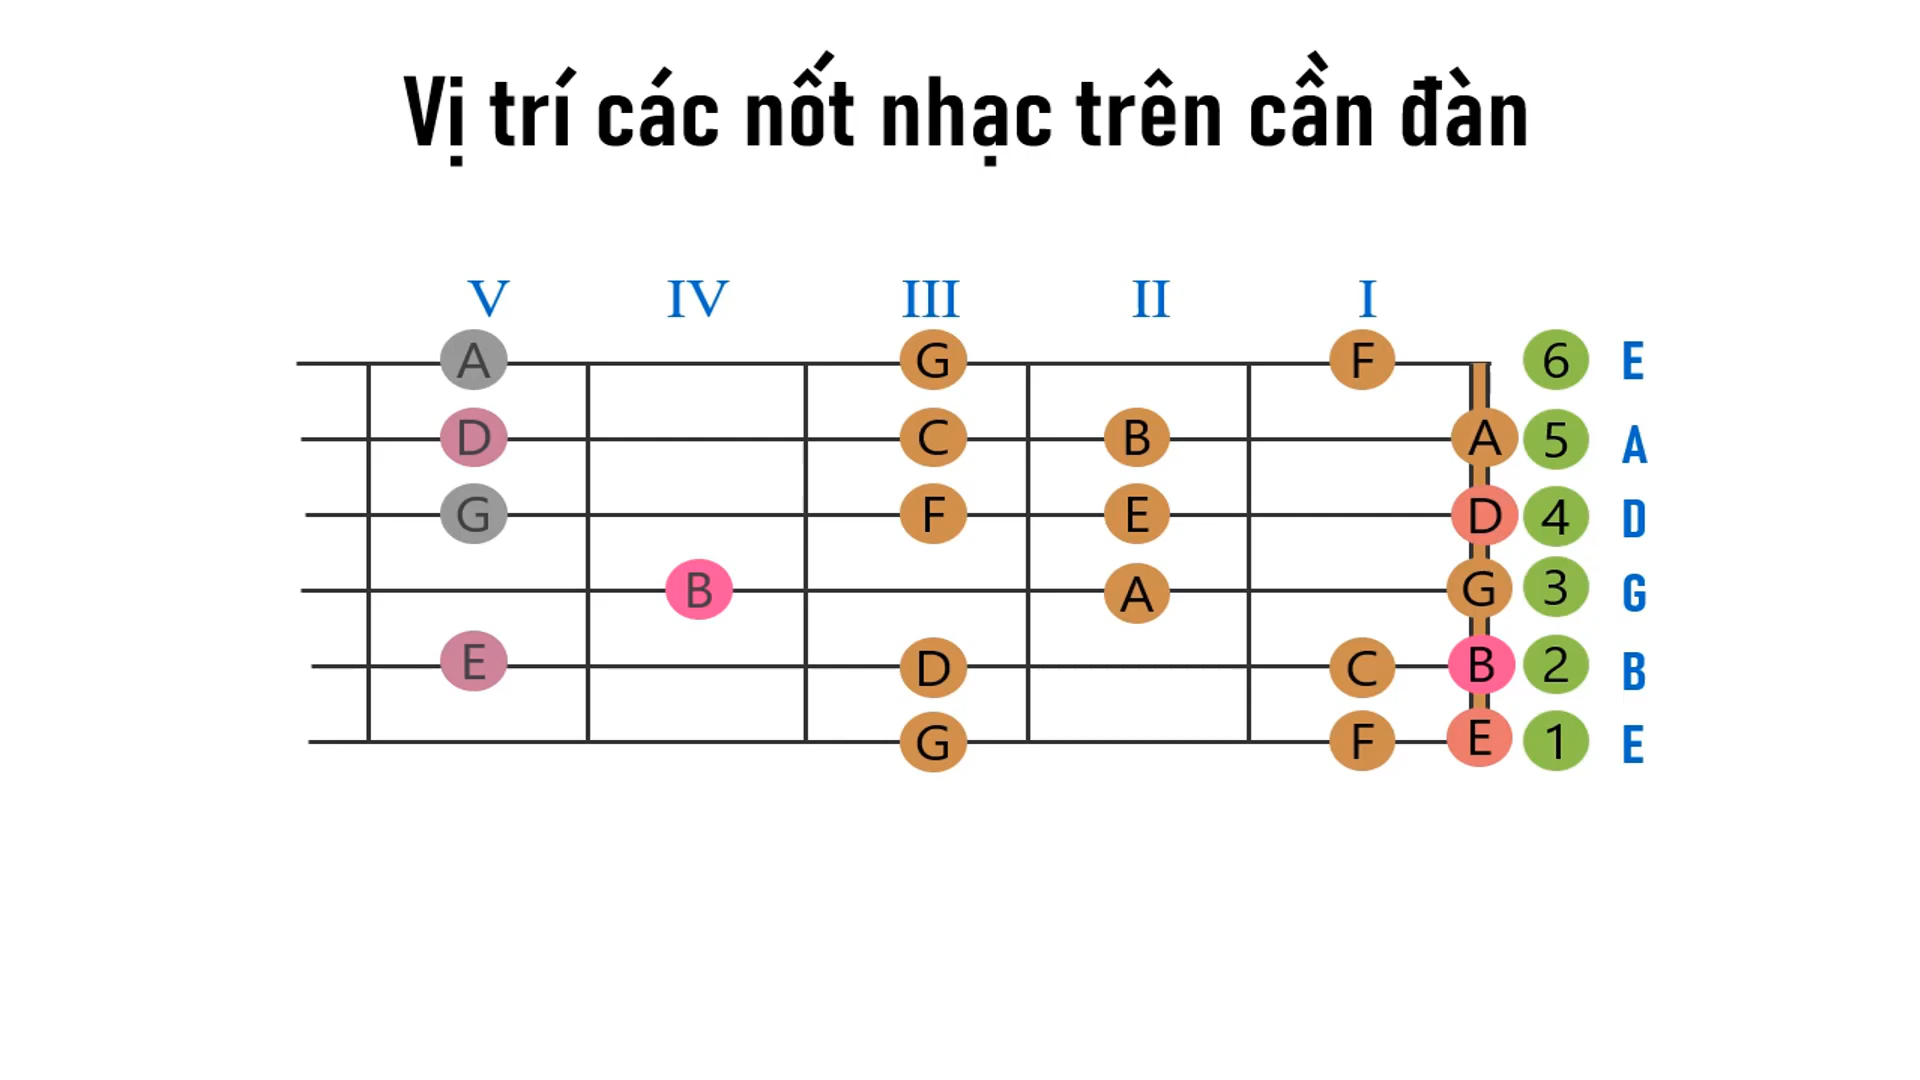 Vị trí các nốt nhạc trên cần đàn
V IV III II I
A G F 6 E
D C B A 5 A
G F E D 4 D
B A G 3 G
E D C B 2 B
G F E 1 E